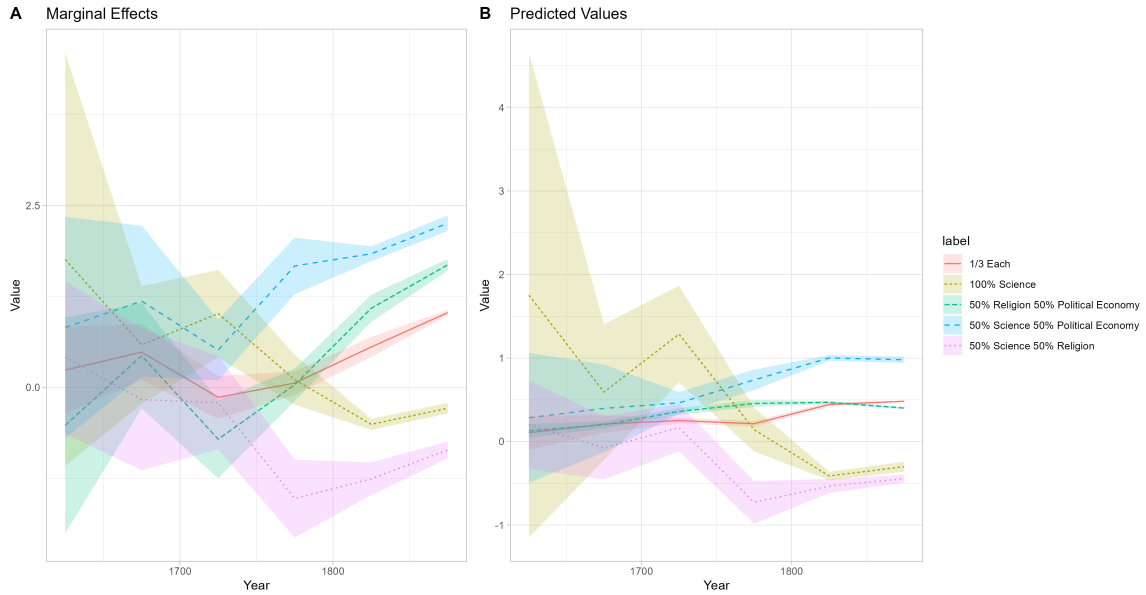 A Marginal Effects
B Predicted Values
Value
2.5
0.0
1700
1800
Year
Value
4
3
2
1
0
-1
1700
1800
Year
label
1/3 Each
100% Science
50% Religion 50% Political Economy
50% Science 50% Political Economy
50% Science 50% Religion